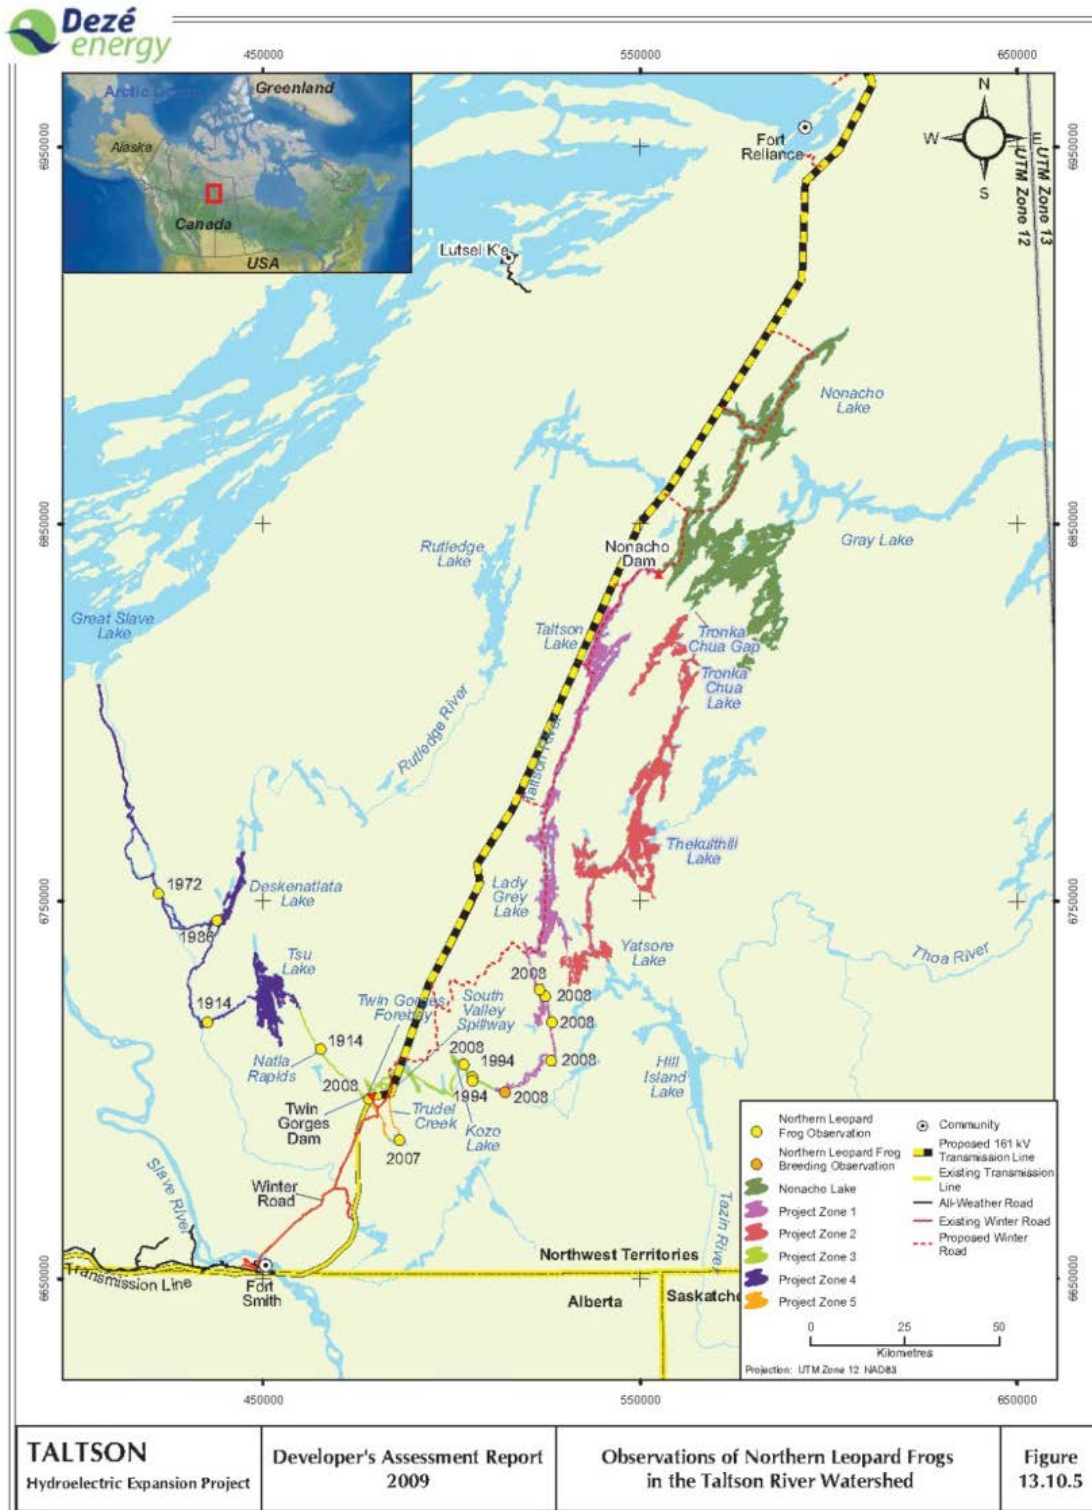 Dezé
energy
450000
550000
650000
Arctic
Greenland
Alaska
Canada
USA
N
W
E
S
UTM Zone 12
UTM Zone 13
6950000
6950000
Fort
Reliance
Lutsel K'e
Nonacho
Lake
6850000
6850000
Gray Lake
Nonacho
Dam
Rutledge
Lake
Great Slave
Lake
Taltson
Lake
Tronka
Chua Gap
Tronka
Chua
Lake
Rutledge River
Taltson River
Thekulthili
Lake
1972
Deskenatlata
Lake
Lady
Grey
Lake
6750000
6750000
1986
Tsu
Lake
Yatsore
Lake
Thoa River
2008
2008
Twin Gorges
Forebay
South
Valley
Spillway
1914
2008
1914
Natla
Rapids
2008
1994
2008
Hill
Island
Lake
2008
1994
2008
Twin
Gorges
Dam
Trudel
Creek
Kozo
Lake
2007
Slave River
Winter
Road
Tazin River
Northwest Territories
6650000
6650000
Transmission Line
Fort
Smith
Alberta
Saskatche
Northern Leopard
Frog Observation
Northern Leopard Frog
Breeding Observation
Nonacho Lake
Project Zone 1
Project Zone 2
Project Zone 3
Project Zone 4
Project Zone 5
Community
Proposed 161 kV
Transmission Line
Existing Transmission
Line
All-Weather Road
Existing Winter Road
Proposed Winter
Road
0 25 50
Kilometres
Projection: UTM Zone 12 NAD83
450000
550000
650000
TALTSON
Hydroelectric Expansion Project
Developer's Assessment Report
2009
Observations of Northern Leopard Frogs
in the Taltson River Watershed
Figure
13.10.5